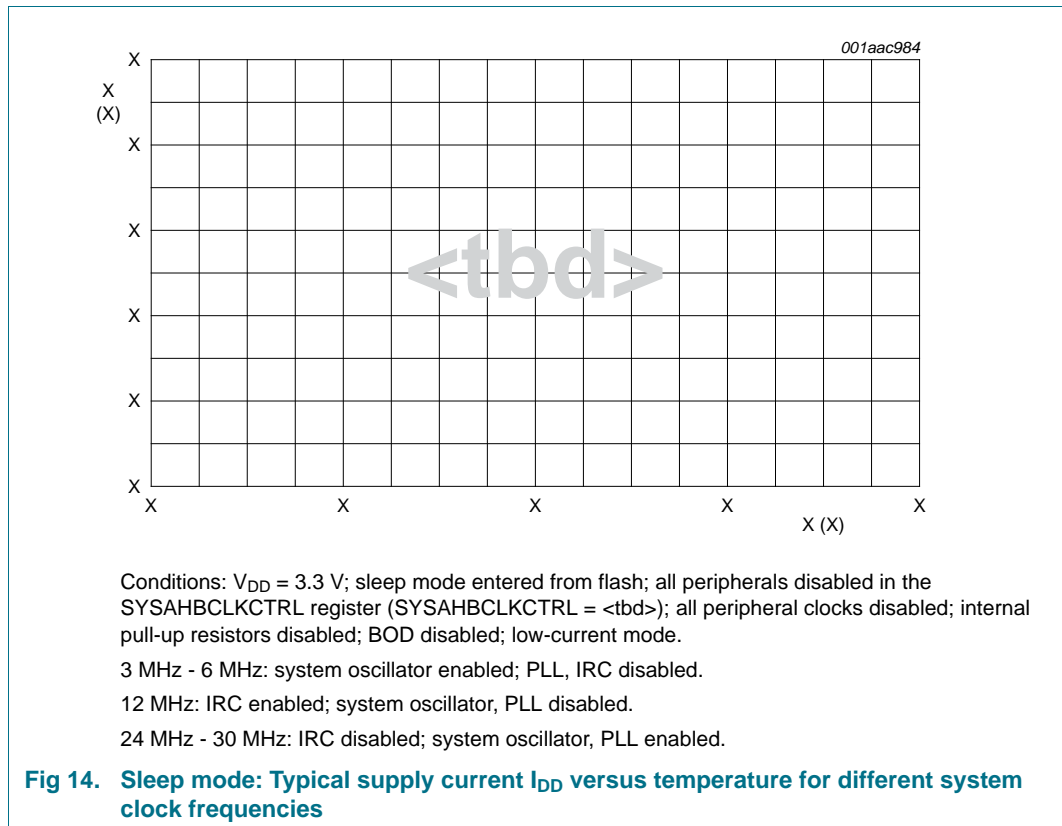 001aac984
X
X
(X)
X
X
<tbd>
X
X
X
X X X X X
X (X)
Conditions: VDD = 3.3 V; sleep mode entered from flash; all peripherals disabled in the
SYSAHBCLKCTRL register (SYSAHBCLKCTRL = <tbd>); all peripheral clocks disabled; internal
pull-up resistors disabled; BOD disabled; low-current mode.
3 MHz - 6 MHz: system oscillator enabled; PLL, IRC disabled.
12 MHz: IRC enabled; system oscillator, PLL disabled.
24 MHz - 30 MHz: IRC disabled; system oscillator, PLL enabled.
Fig 14. Sleep mode: Typical supply current IDD versus temperature for different system
clock frequencies